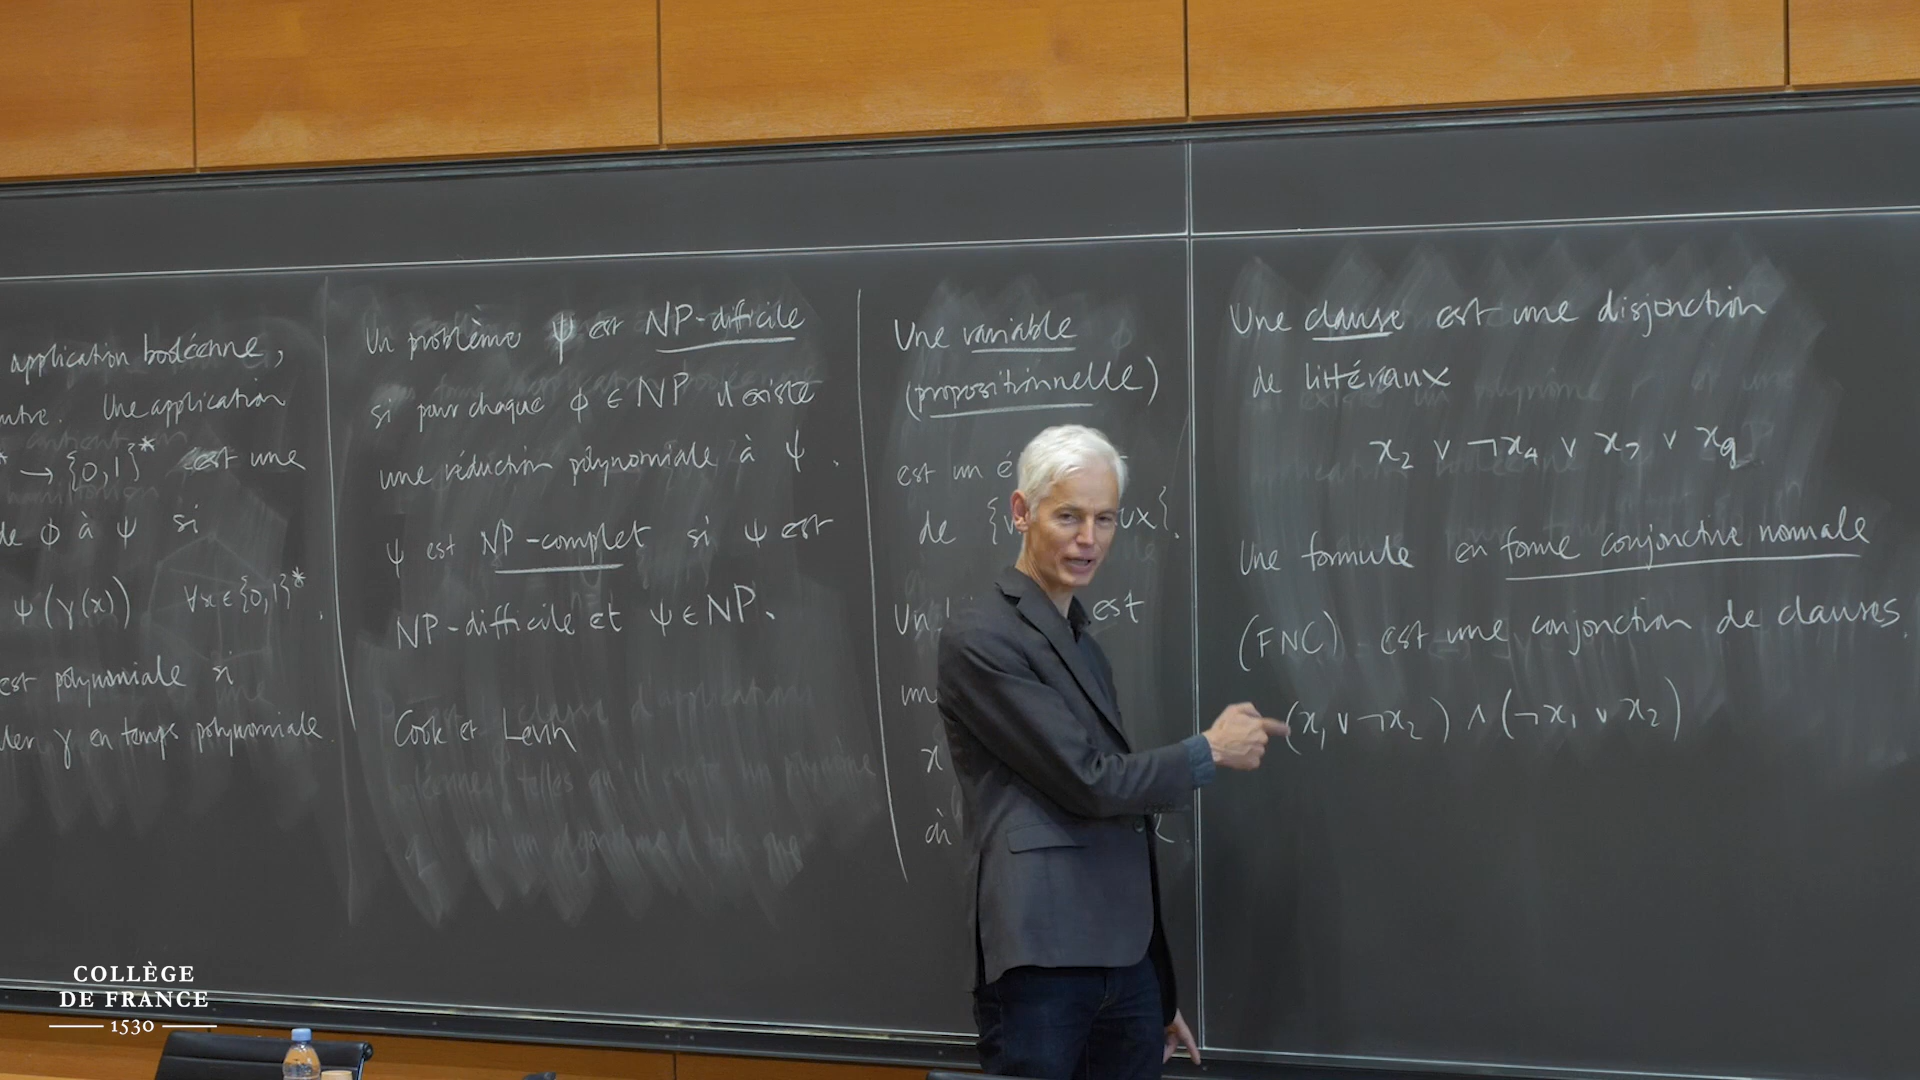 application booléenne,
ntre. Une application
* → {0,1}* est une
de Φ à Ψ si
Ψ(γ(x)) ∀x∈{0,1}*.
est polynomiale si
γ en temps polynomiale.
Un problème Ψ est NP-difficile
si pour chaque Φ ∈ NP il existe
une réduction polynomiale à Ψ.
Ψ est NP-complet si Ψ est
NP-difficile et Ψ ∈ NP.
Cook et Levin
Une variable
(propositionnelle)
est un
de {v
Un est
x
Une clause est une disjonction
de littéraux
x₂ ∨ ¬x₄ ∨ x₇ ∨ x₉
Une formule en forme conjonctive normale
(FNC) est une conjonction de clauses.
(x₁ ∨ ¬x₂) ∧ (¬x₁ ∨ x₂)
COLLÈGE
DE FRANCE
1530